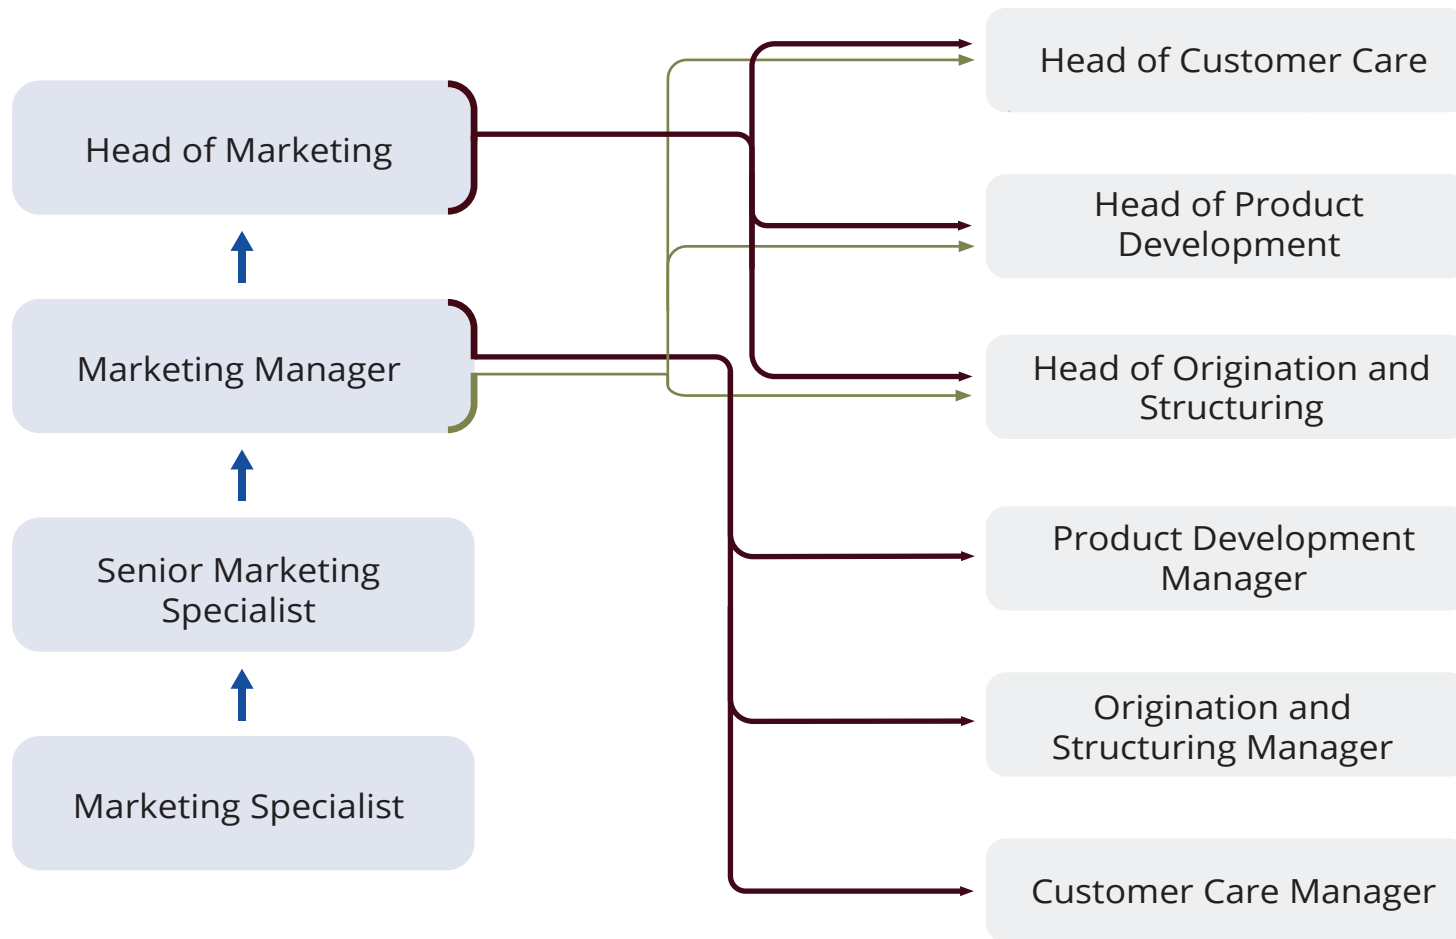 Head of Marketing
Marketing Manager
Senior Marketing
Specialist
Marketing Specialist
Head of Customer Care
Head of Product
Development
Head of Origination and
Structuring
Product Development
Manager
Origination and
Structuring Manager
Customer Care Manager